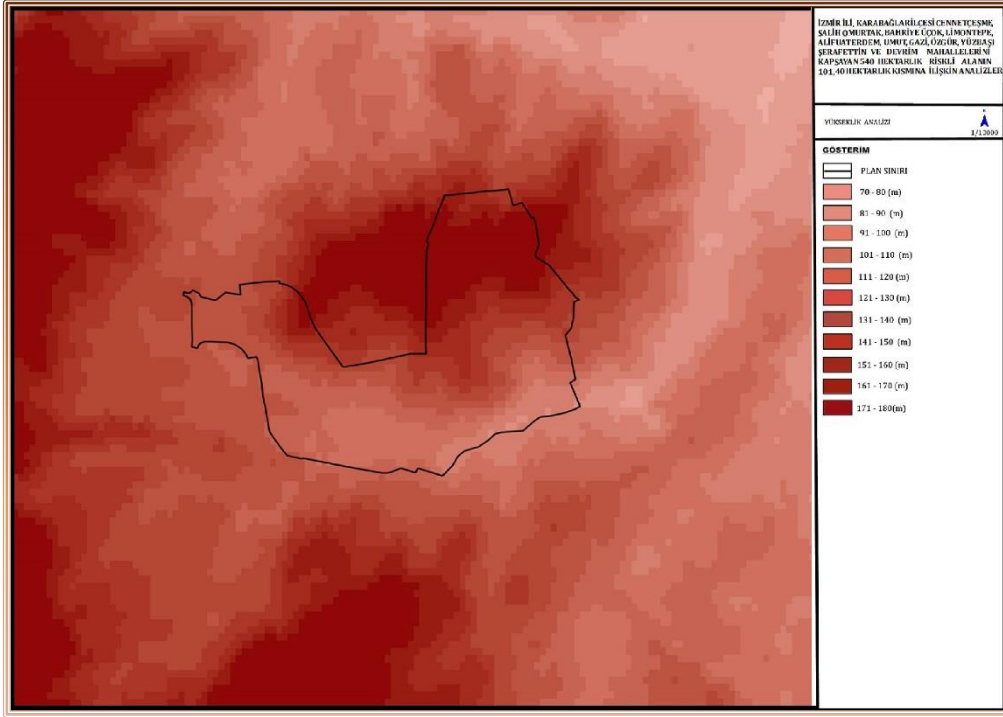 İZMİR İLİ, KARABAĞLAR İLÇESİ CENNETÇEŞME,
SALİH OMURTAK, BAHRİYE ÜÇOK, LİMONTEPE,
ALİ FUAT ERDEM, UMUT, GAZİ, ÖZGÜR, YÜZBAŞI
ŞERAFETTİN VE DEVRİM MAHALLELERİNİ
KAPSAYAN 540 HEKTARLIK RİSKLİ ALANIN
101,40 HEKTARLIK KISMINA İLİŞKİN ANALİZLER
YÜKSEKLİK ANALİZİ
1/10000
GÖSTERİM
PLAN SINIRI
70 - 80 (m)
81 - 90 (m)
91 - 100 (m)
101 - 110 (m)
111 - 120 (m)
121 - 130 (m)
131 - 140 (m)
141 - 150 (m)
151 - 160 (m)
161 - 170 (m)
171 - 180(m)